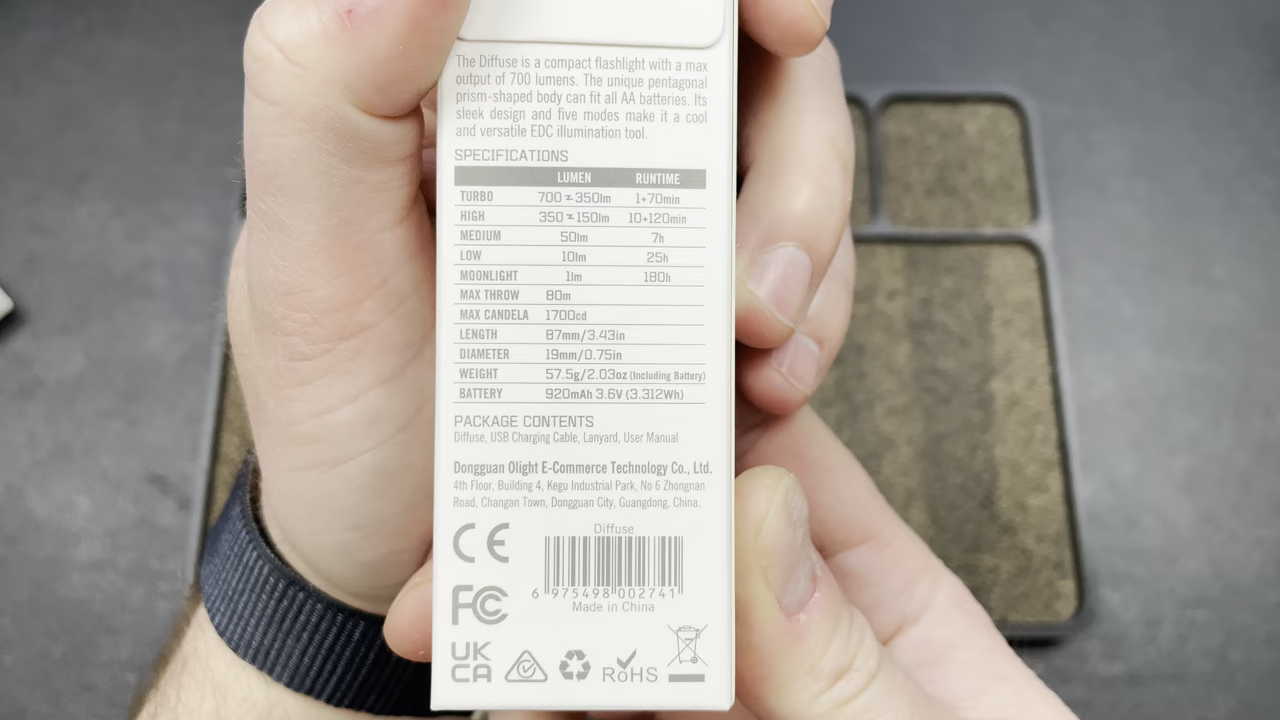 The Diffuse is a compact flashlight with a max
output of 700 lumens. The unique pentagonal
prism-shaped body can fit all AA batteries. Its
sleek design and five modes make it a cool
and versatile EDC illumination tool.
SPECIFICATIONS
LUMEN RUNTIME
TURBO 700~350lm 1+70min
HIGH 350~150lm 10+120min
MEDIUM 50lm 7h
LOW 10lm 25h
MOONLIGHT 1lm 180h
MAX THROW 80m
MAX CANDELA 1700cd
LENGTH 87mm/3.43in
DIAMETER 19mm/0.75in
WEIGHT 57.5g/2.03oz (Including Battery)
BATTERY 920mAh 3.6V (3.312Wh)
PACKAGE CONTENTS
Diffuse, USB Charging Cable, Lanyard, User Manual
Dongguan Olight E-Commerce Technology Co., Ltd.
4th Floor, Building 4, Kegu Industrial Park, No 6 Zhongnan
Road, Changan Town, Dongguan City, Guangdong, China.
CE
Diffuse
6 975498 002741
Made in China
FC
UK
CA
RoHS